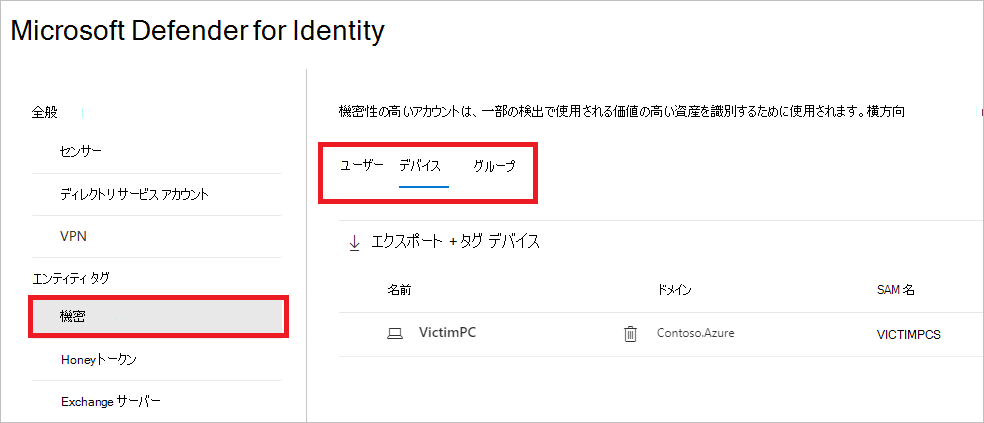 Microsoft Defender for Identity
全般
センサー
ディレクトリ サービス アカウント
VPN
エンティティ タグ
機密
Honeyトークン
Exchange サーバー
機密性の高いアカウントは、一部の検出で使用される価値の高い資産を識別するために使用されます。横方向
ユーザー デバイス グループ
エクスポート +タグ デバイス
名前 ドメイン SAM 名
VictimPC Contoso.Azure VICTIMPCS